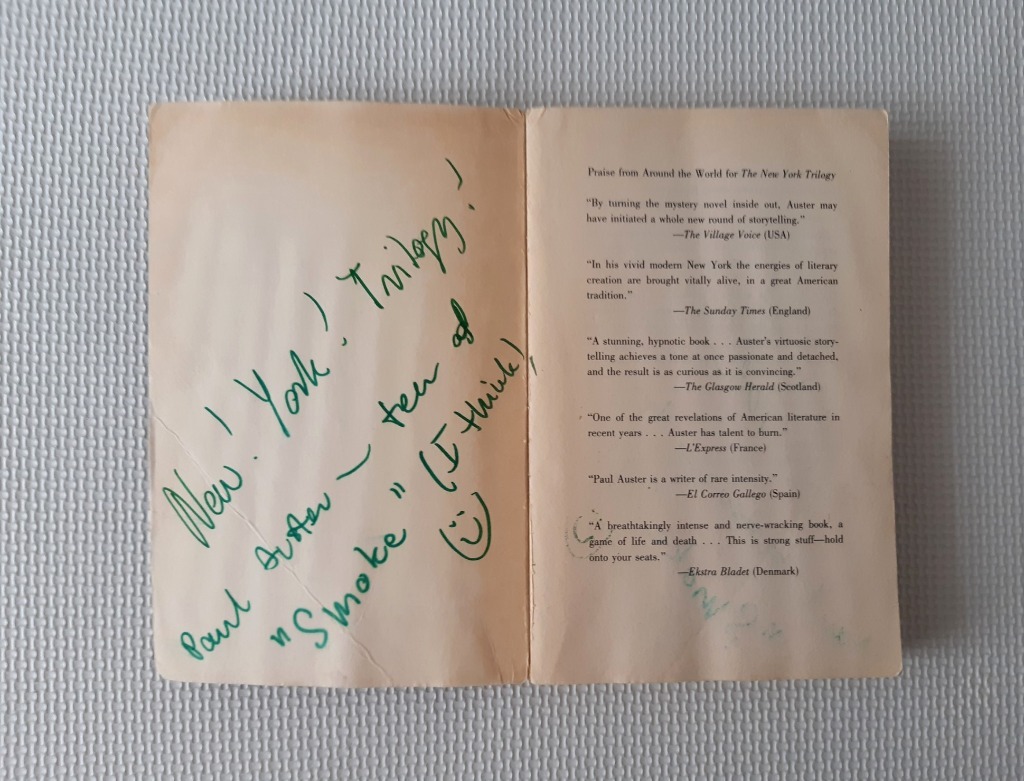 New! York! Trilogy!
Paul Auster – ten od
"Smoke" (I think!)
Praise from Around the World for The New York Trilogy
“By turning the mystery novel inside out, Auster may
have initiated a whole new round of storytelling.”
—The Village Voice (USA)
“In his vivid modern New York the energies of literary
creation are brought vitally alive, in a great American
tradition.”
—The Sunday Times (England)
“A stunning, hypnotic book . . . Auster’s virtuosic story-
telling achieves a tone at once passionate and detached,
and the result is as curious as it is convincing.”
—The Glasgow Herald (Scotland)
“One of the great revelations of American literature in
recent years . . . Auster has talent to burn.”
—L’Express (France)
“Paul Auster is a writer of rare intensity.”
—El Correo Gallego (Spain)
“A breathtakingly intense and nerve-wracking book, a
game of life and death . . . This is strong stuff—hold
onto your seats.”
—Ekstra Bladet (Denmark)